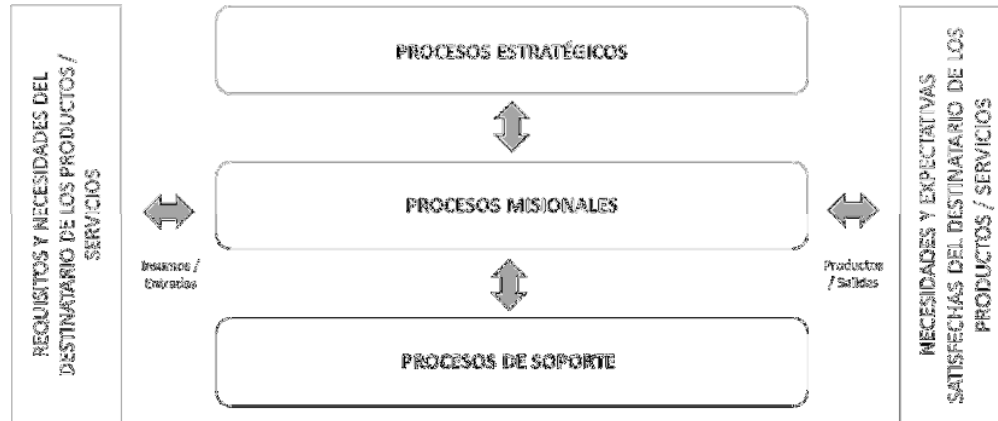 REQUISITOS Y NECESIDADES DEL
DESTINATARIO DE LOS PRODUCTOS /
SERVICIOS
PROCESOS ESTRATÉGICOS
PROCESOS MISIONALES
Insumos /
Entradas
Productos
/ Salidas
PROCESOS DE SOPORTE
NECESIDADES Y EXPECTATIVAS
SATISFECHAS DEL DESTINATARIO DE LOS
PRODUCTOS / SERVICIOS